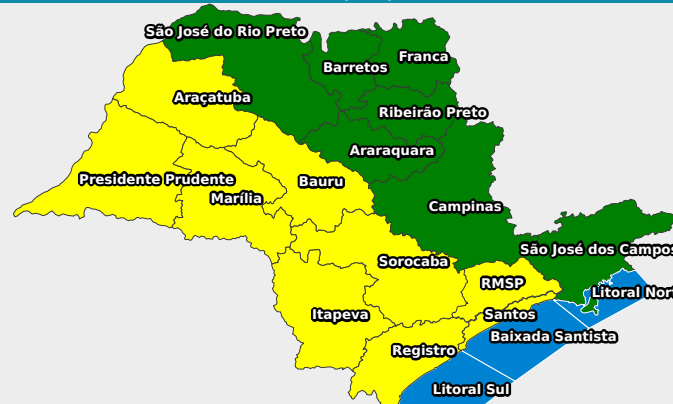 São José do Rio Preto
Franca
Barretos
Araçatuba
Ribeirão Preto
Araraquara
Presidente Prudente
Bauru
Marília
Campinas
São José dos Campos
Sorocaba
RMSP
Litoral Nort
Itapeva
Santos
Baixada Santista
Registro
Litoral Sul